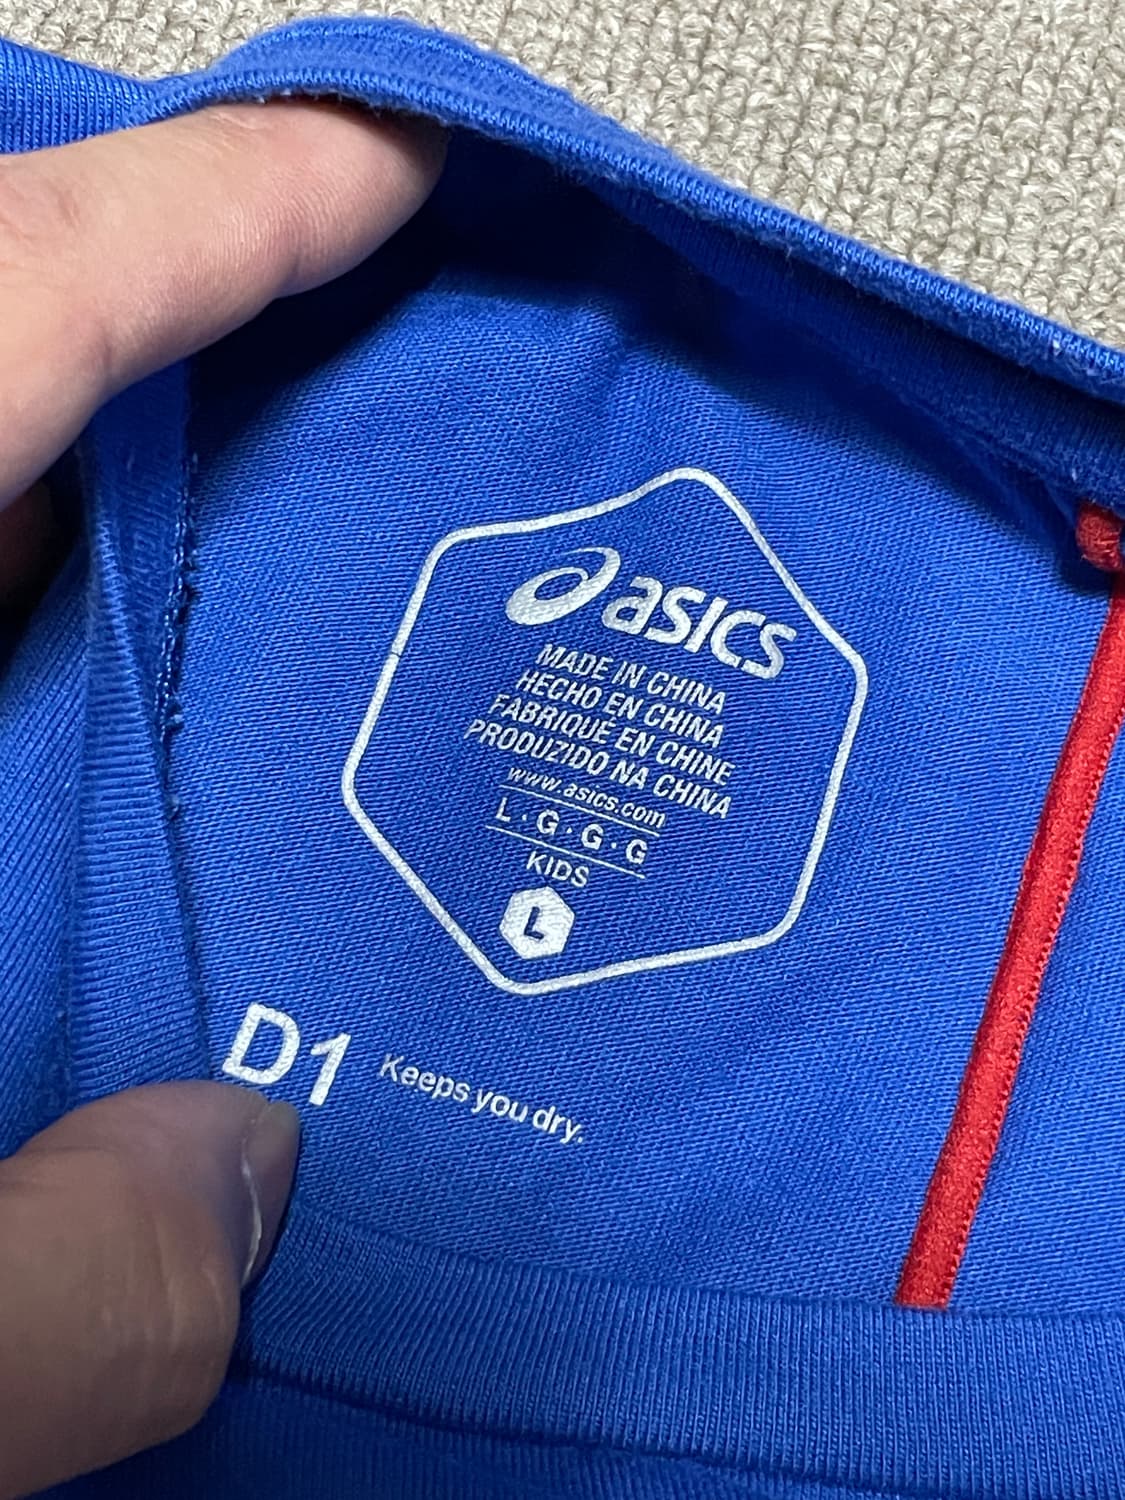 asics
MADE IN CHINA
HECHO EN CHINA
FABRIQUÉ EN CHINE
PRODUZIDO NA CHINA
www.asics.com
L·G·G·G
KIDS
L
D1 Keeps you dry.